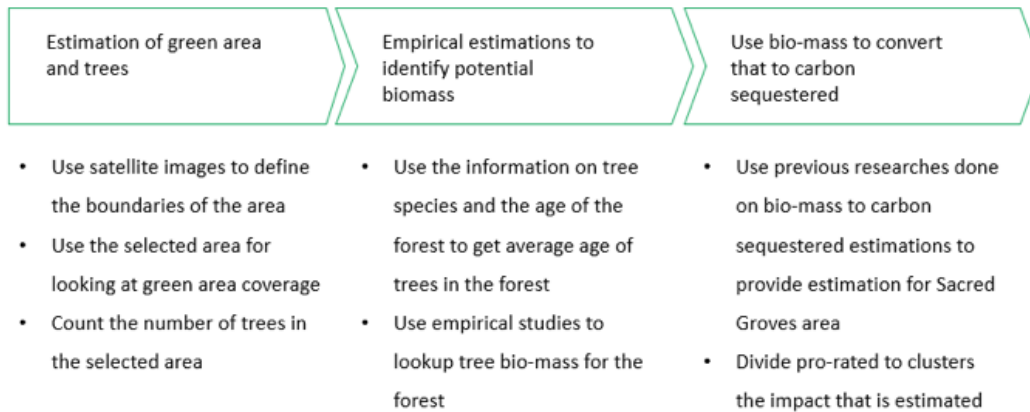 Estimation of green area
and trees
Empirical estimations to
identify potential
biomass
Use bio-mass to convert
that to carbon
sequestered
• Use satellite images to define
the boundaries of the area
• Use the selected area for
looking at green area coverage
• Count the number of trees in
the selected area
• Use the information on tree
species and the age of the
forest to get average age of
trees in the forest
• Use empirical studies to
lookup tree bio-mass for the
forest
• Use previous researches done
on bio-mass to carbon
sequestered estimations to
provide estimation for Sacred
Groves area
• Divide pro-rated to clusters
the impact that is estimated